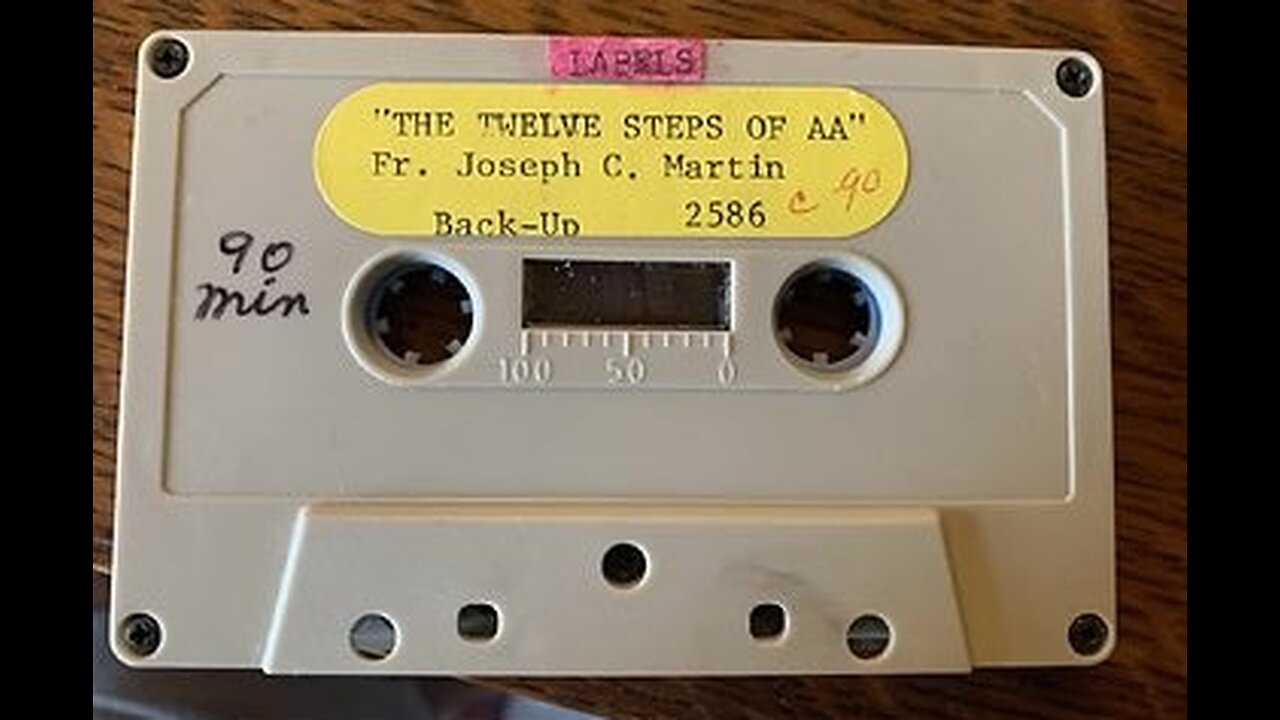 LABELS
"THE TWELVE STEPS OF AA"
Fr. Joseph C. Martin
Back-Up 2586 c 90
90
min
100 50 0